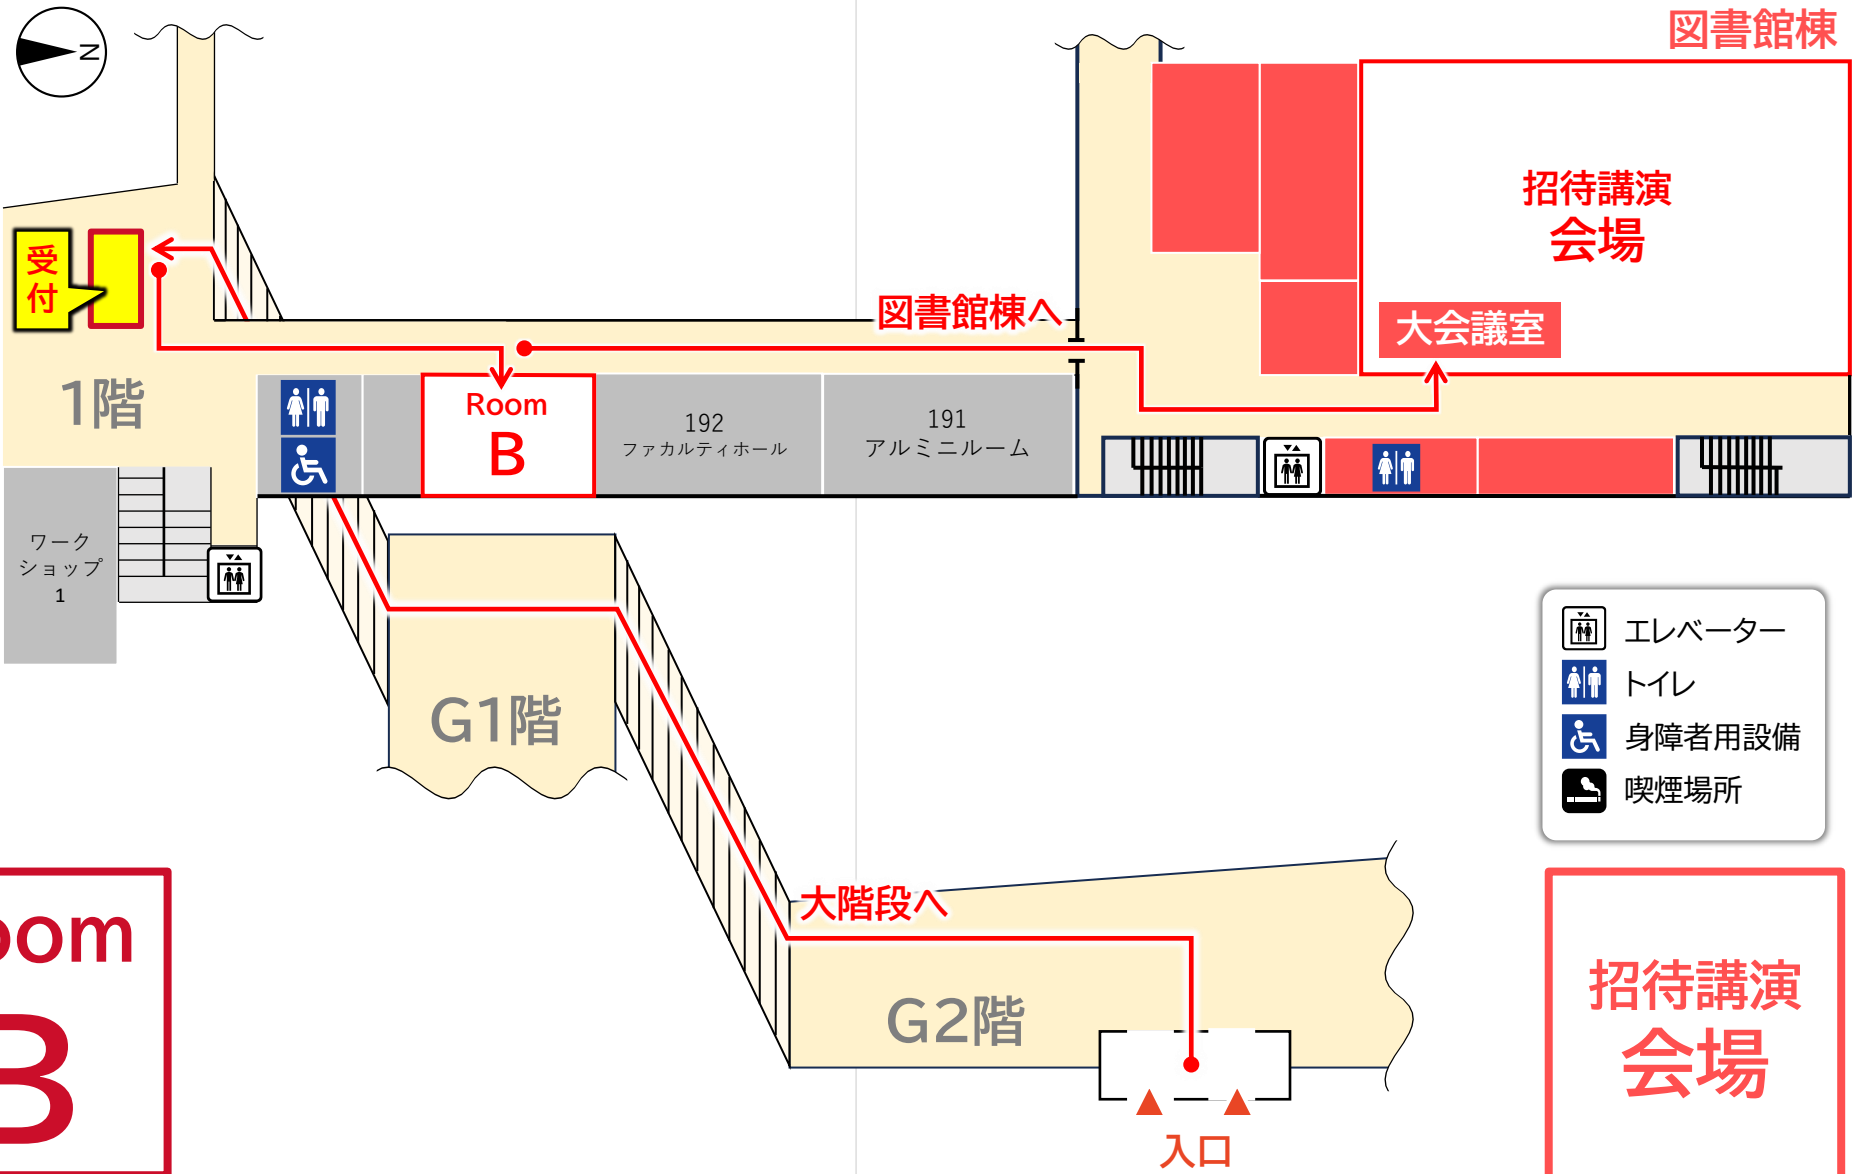 N
図書館棟
招待講演
会場
大会議室
受
付
図書館棟へ
1階
Room
B
192
ファカルティホール
191
アルミニルーム
ワーク
ショップ
1
エレベーター
トイレ
身障者用設備
喫煙場所
G1階
大階段へ
G2階
入口
oom
B
招待講演
会場